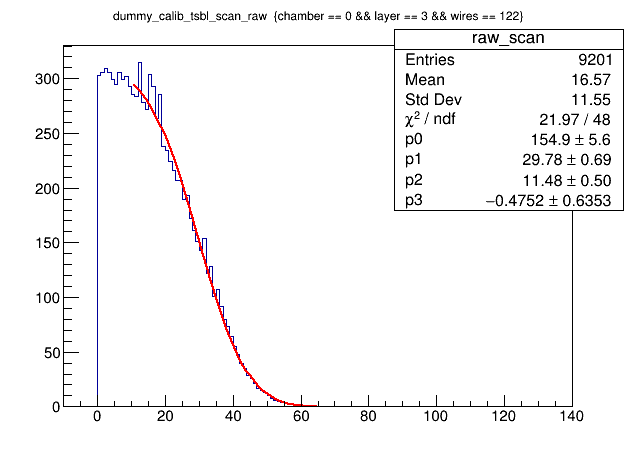 dummy_calib_tsbl_scan_raw {chamber == 0 && layer == 3 && wires == 122}
raw_scan
Entries 9201
Mean 16.57
Std Dev 11.55
χ² / ndf 21.97 / 48
p0 154.9 ± 5.6
p1 29.78 ± 0.69
p2 11.48 ± 0.50
p3 −0.4752 ± 0.6353
300
250
200
150
100
50
0
0 20 40 60 80 100 120 140